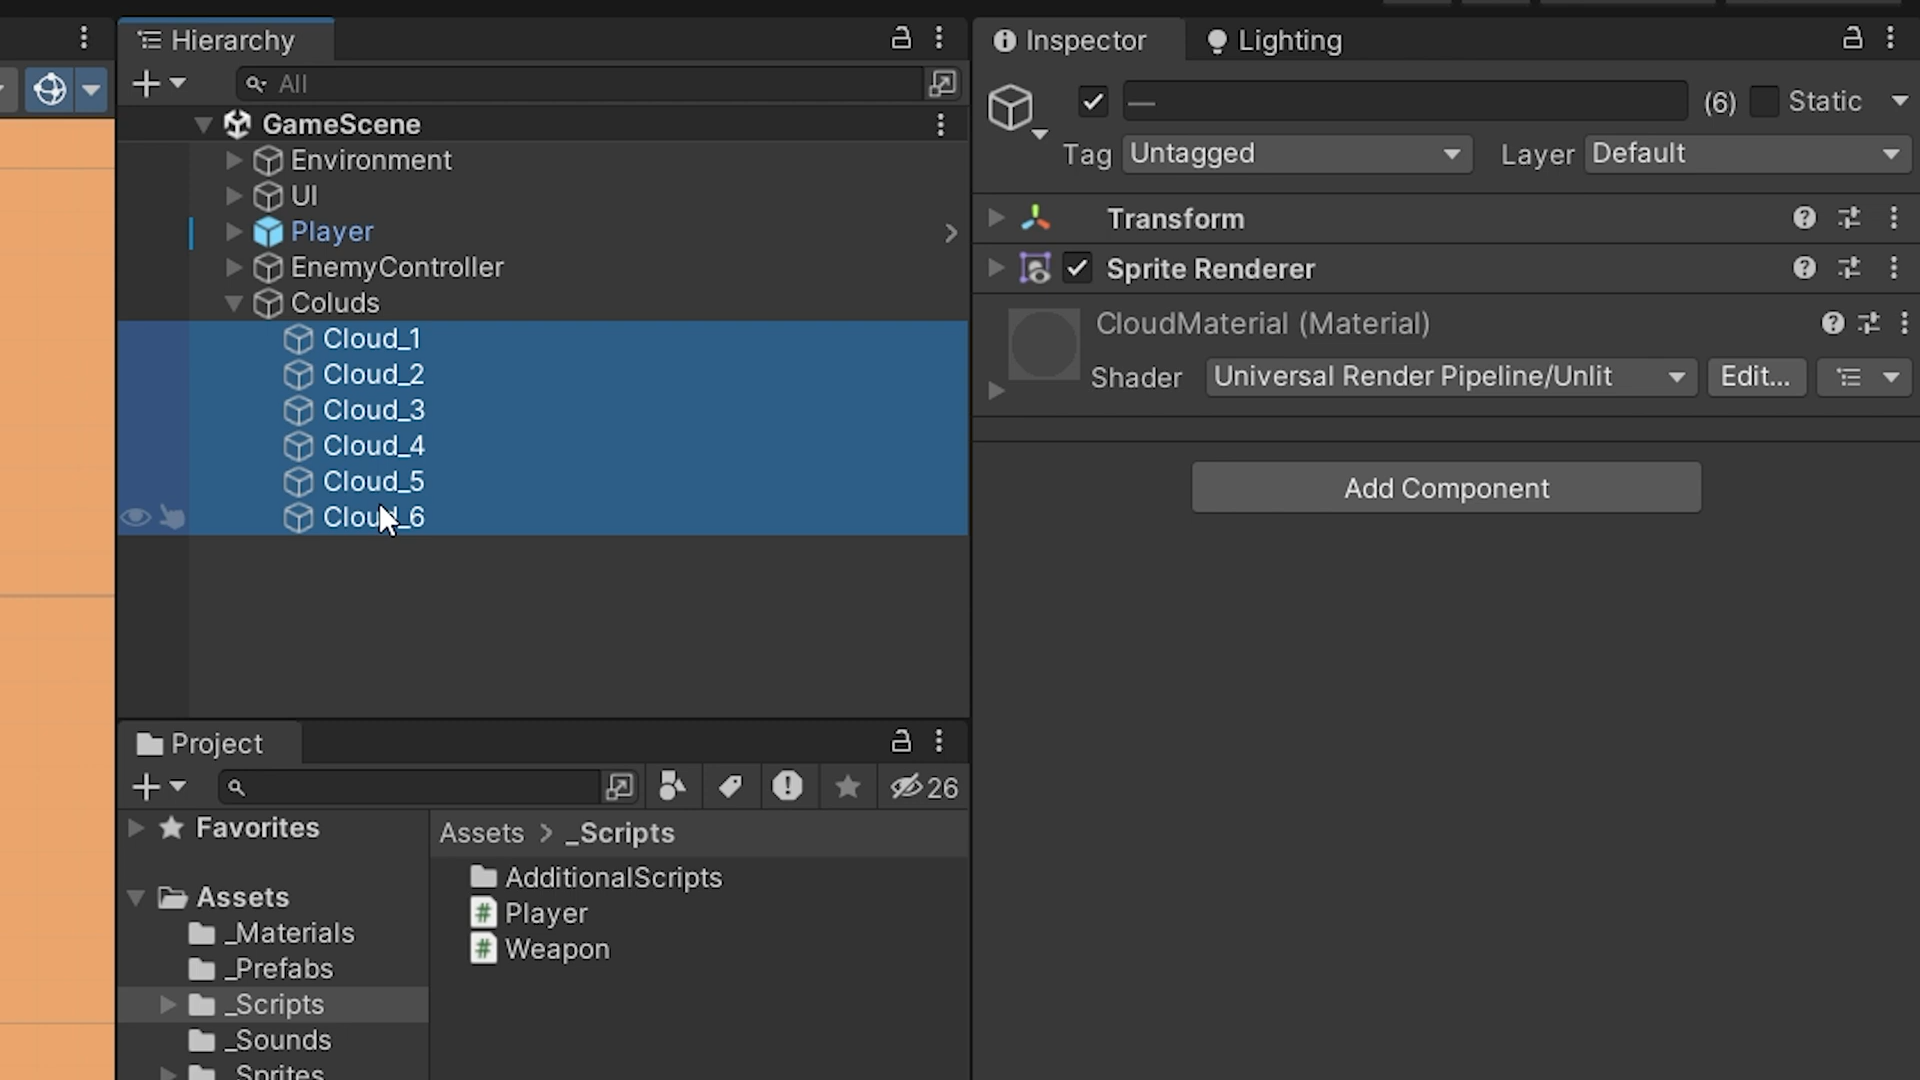 Hierarchy
All
GameScene
Environment
UI
Player
EnemyController
Coluds
Cloud_1
Cloud_2
Cloud_3
Cloud_4
Cloud_5
Cloud_6
Project
26
Favorites
Assets
_Materials
_Prefabs
_Scripts
_Sounds
_Sprites
Assets > _Scripts
AdditionalScripts
Player
Weapon
Inspector
Lighting
— (6) Static
Tag Untagged Layer Default
Transform
Sprite Renderer
CloudMaterial (Material)
Shader Universal Render Pipeline/Unlit Edit...
Add Component